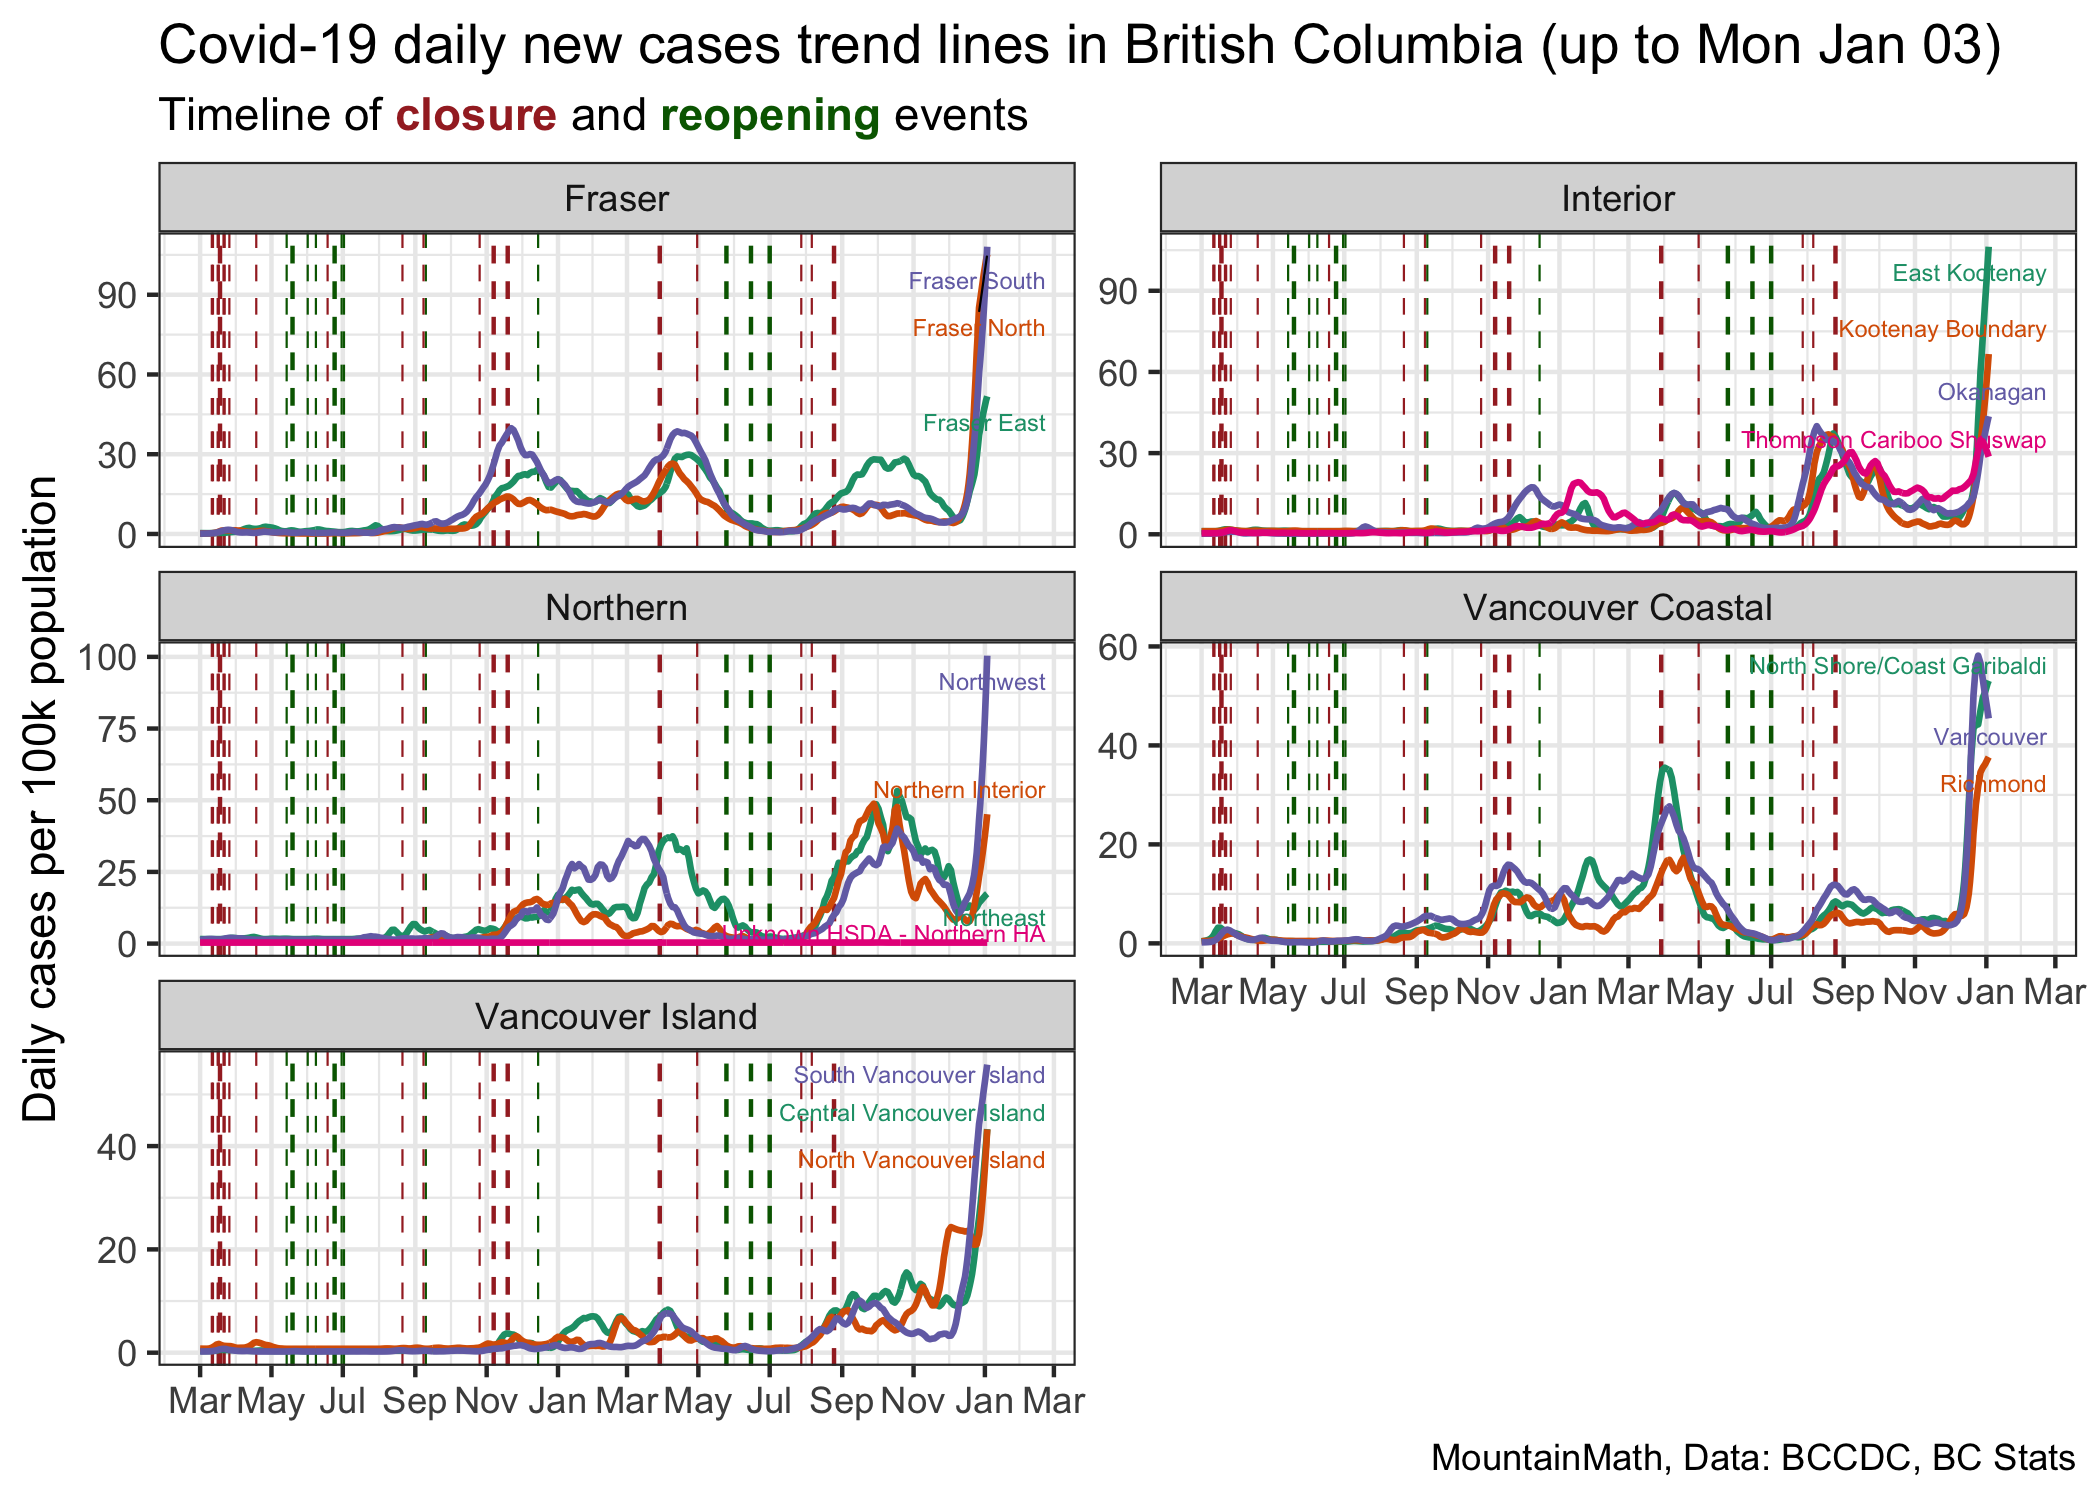 Covid-19 daily new cases trend lines in British Columbia (up to Mon Jan 03)
Timeline of closure and reopening events
Daily cases per 100k population
Fraser
90
60
30
0
Fraser South
Fraser North
Fraser East
Interior
90
60
30
0
East Kootenay
Kootenay Boundary
Okanagan
Thompson Cariboo Shuswap
Northern
100
75
50
25
0
Northwest
Northern Interior
Northeast
Unknown HSDA - Northern HA
Vancouver Coastal
60
40
20
0
North Shore/Coast Garibaldi
Vancouver
Richmond
Mar May Jul Sep Nov Jan Mar May Jul Sep Nov Jan Mar
Vancouver Island
40
20
0
South Vancouver Island
Central Vancouver Island
North Vancouver Island
Mar May Jul Sep Nov Jan Mar May Jul Sep Nov Jan Mar
MountainMath, Data: BCCDC, BC Stats